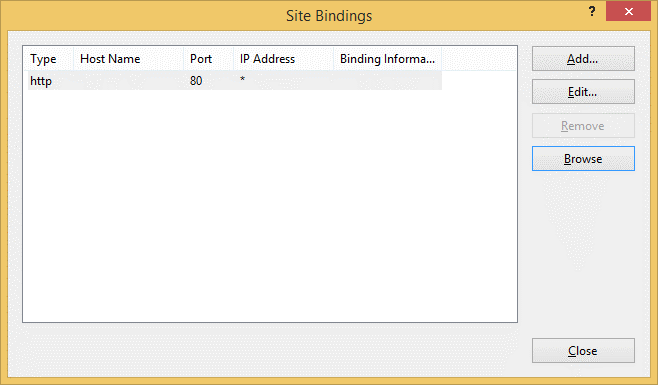 Site Bindings
?
Type Host Name Port IP Address Binding Informa...
http 80 *
Add...
Edit...
Remove
Browse
Close